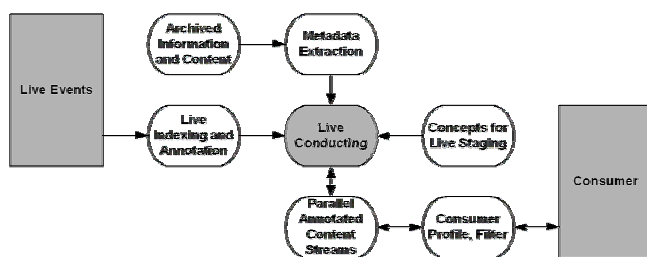 Archived
Information
and Content
Metadata
Extraction
Live Events
Live
Indexing and
Annotation
Live
Conducting
Concepts for
Live Staging
Consumer
Parallel
Annotated
Content
Streams
Consumer
Profile, Filter